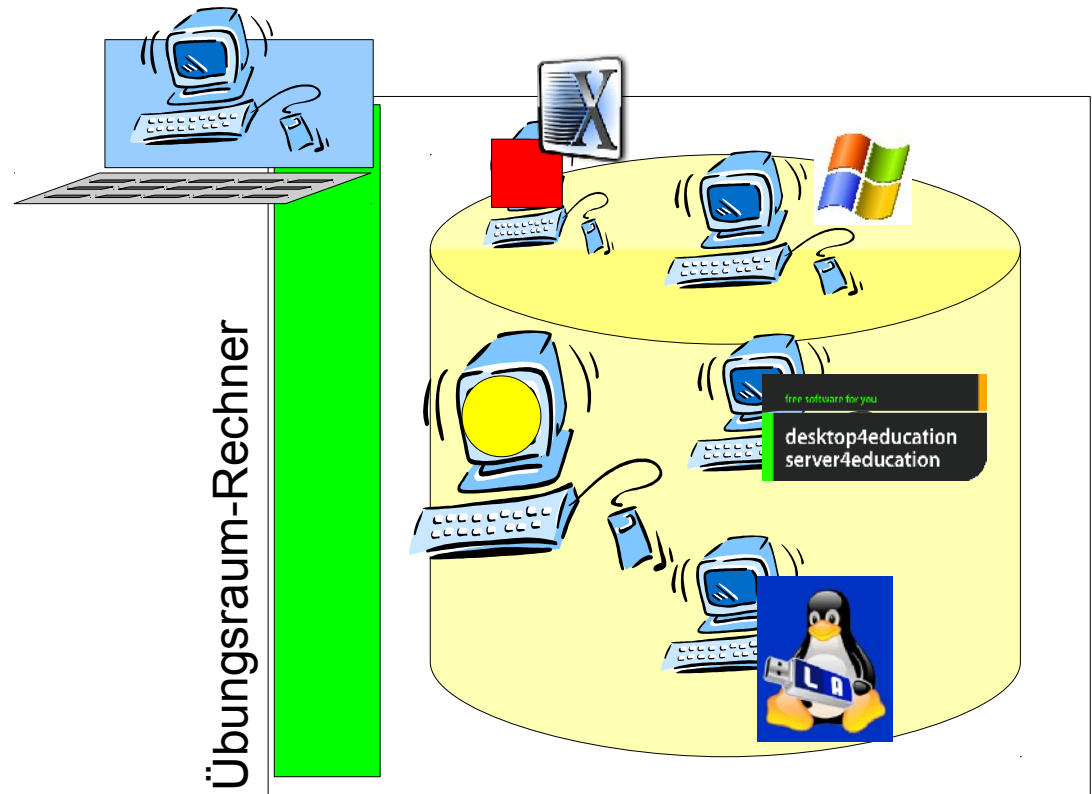 X
free software for you
desktop4education
server4education
Übungsraum-Rechner
L A